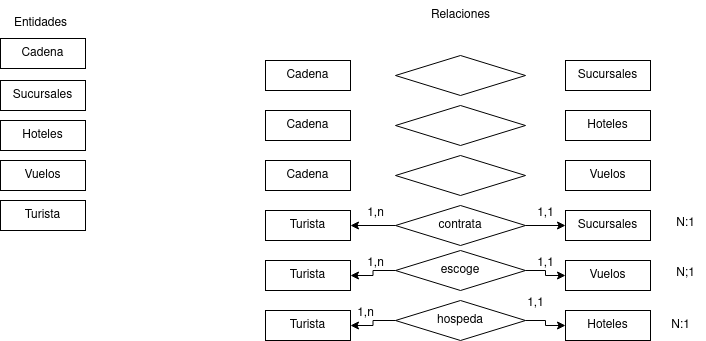 Entidades
Cadena
Sucursales
Hoteles
Vuelos
Turista
Relaciones
Cadena Sucursales
Cadena Hoteles
Cadena Vuelos
Turista 1,n contrata 1,1 Sucursales N:1
Turista 1,n escoge 1,1 Vuelos N;1
Turista 1,n hospeda 1,1 Hoteles N:1